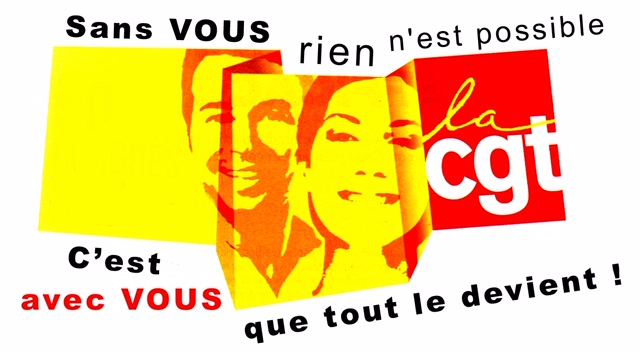 Sans VOUS rien n'est possible
la
cgt
C'est
avec VOUS
que tout le devient !